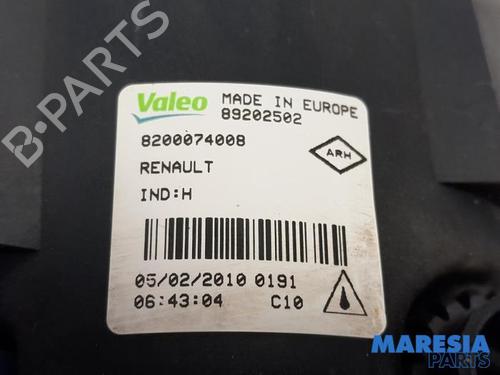 B-PARTS
Valeo
MADE IN EUROPE
89202502
8200074008
RENAULT
IND:H
ARH
05/02/2010 0191
06:43:04 C10
MARESIA
PARTS